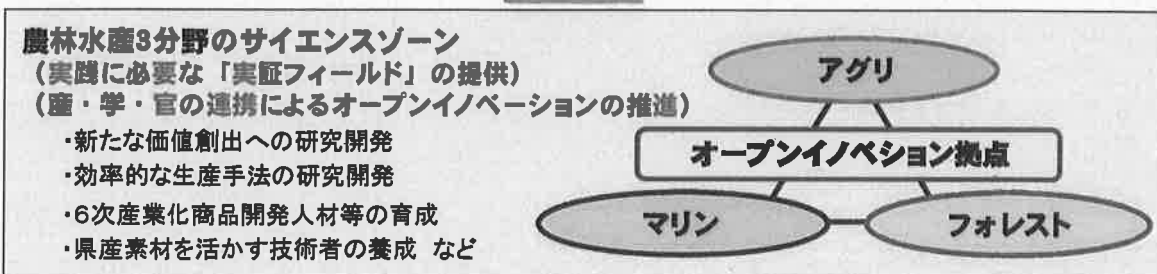 農林水産3分野のサイエンスゾーン
（実践に必要な「実証フィールド」の提供）
（産・学・官の連携によるオープンイノベーションの推進）
・新たな価値創出への研究開発
・効率的な生産手法の研究開発
・6次産業化商品開発人材等の育成
・県産素材を活かす技術者の養成 など
アグリ
オープンイノベション拠点
マリン
フォレスト